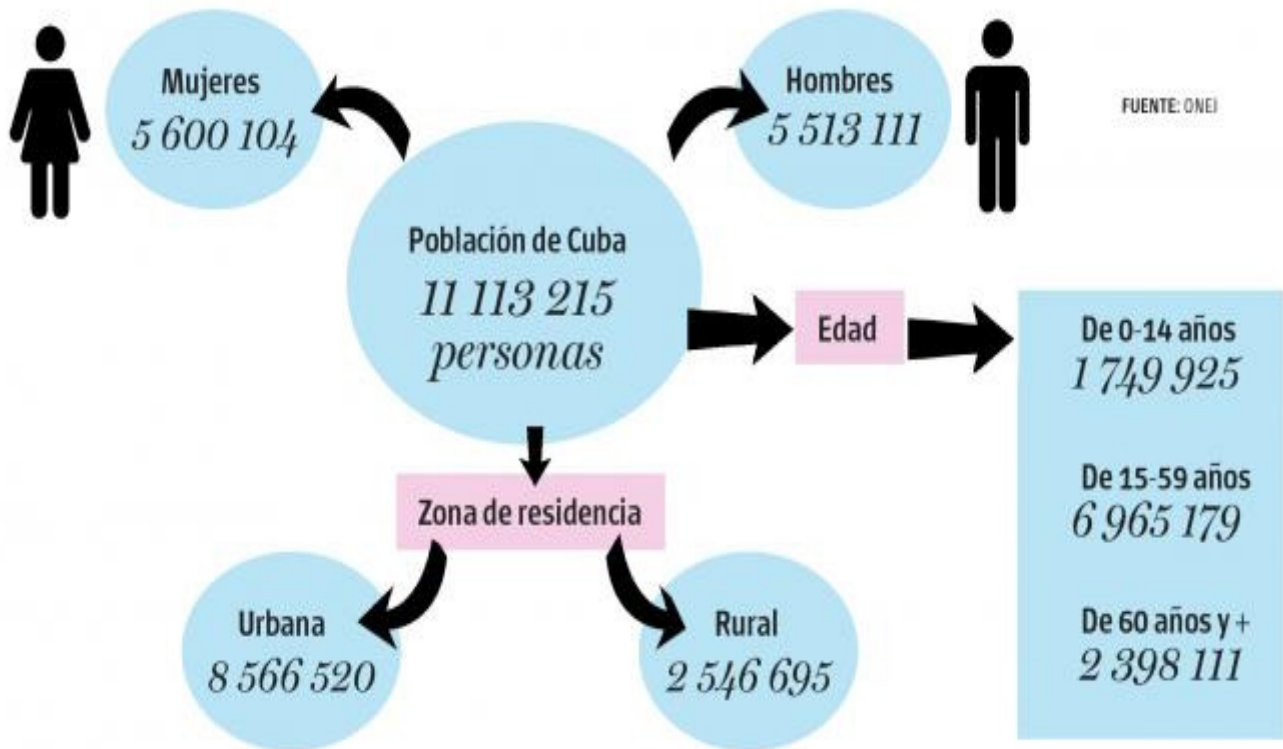 Mujeres
5 600 104
Hombres
5 513 111
FUENTE: ONEI
Población de Cuba
11 113 215
personas
Edad
De 0-14 años
1 749 925
De 15-59 años
6 965 179
De 60 años y +
2 398 111
Zona de residencia
Urbana
8 566 520
Rural
2 546 695